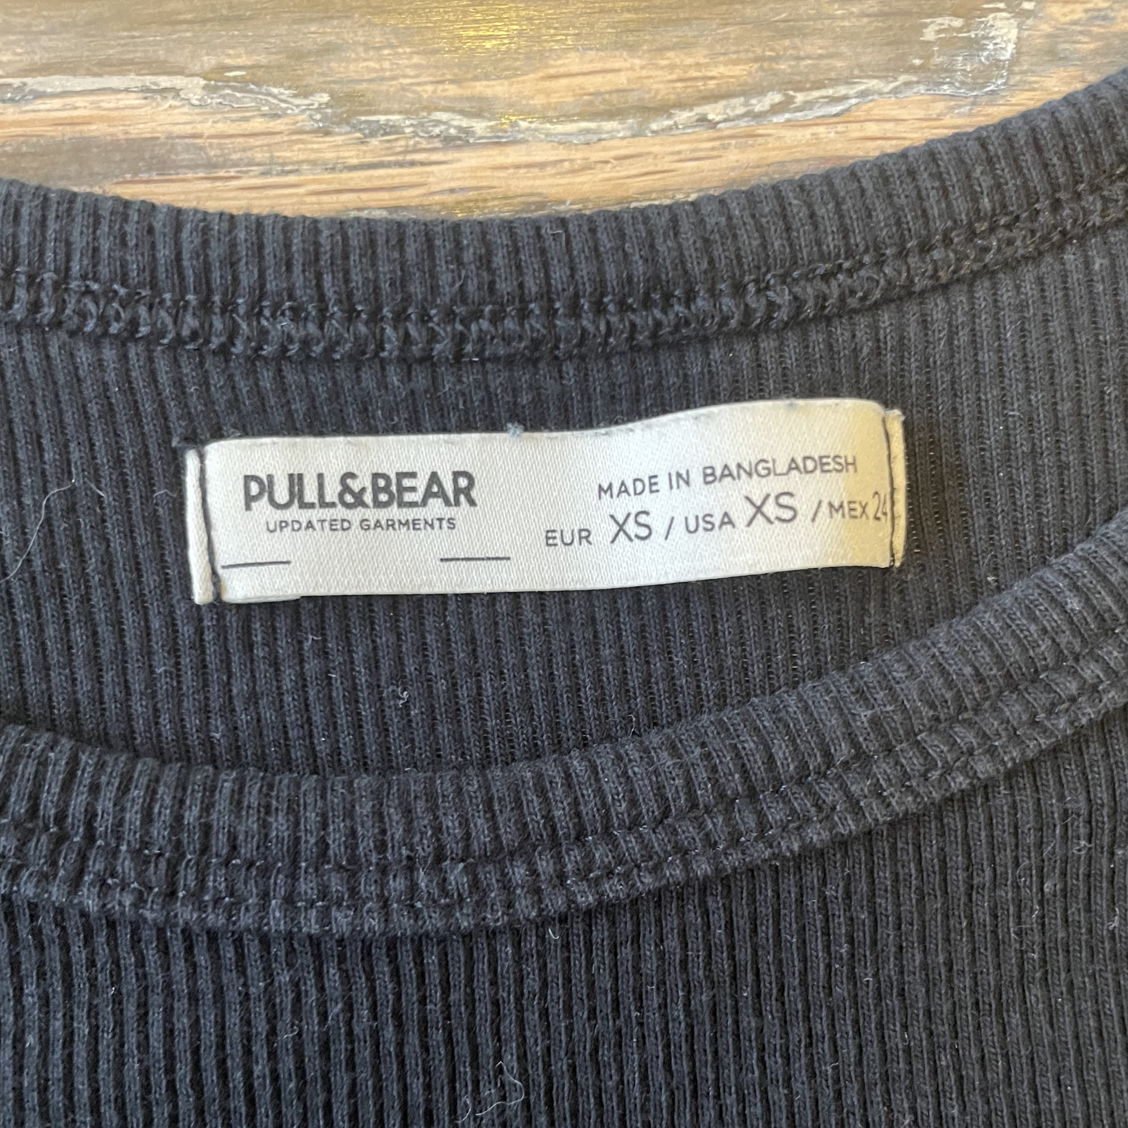 PULL&BEAR
UPDATED GARMENTS
MADE IN BANGLADESH
EUR XS / USA XS / MEX 24